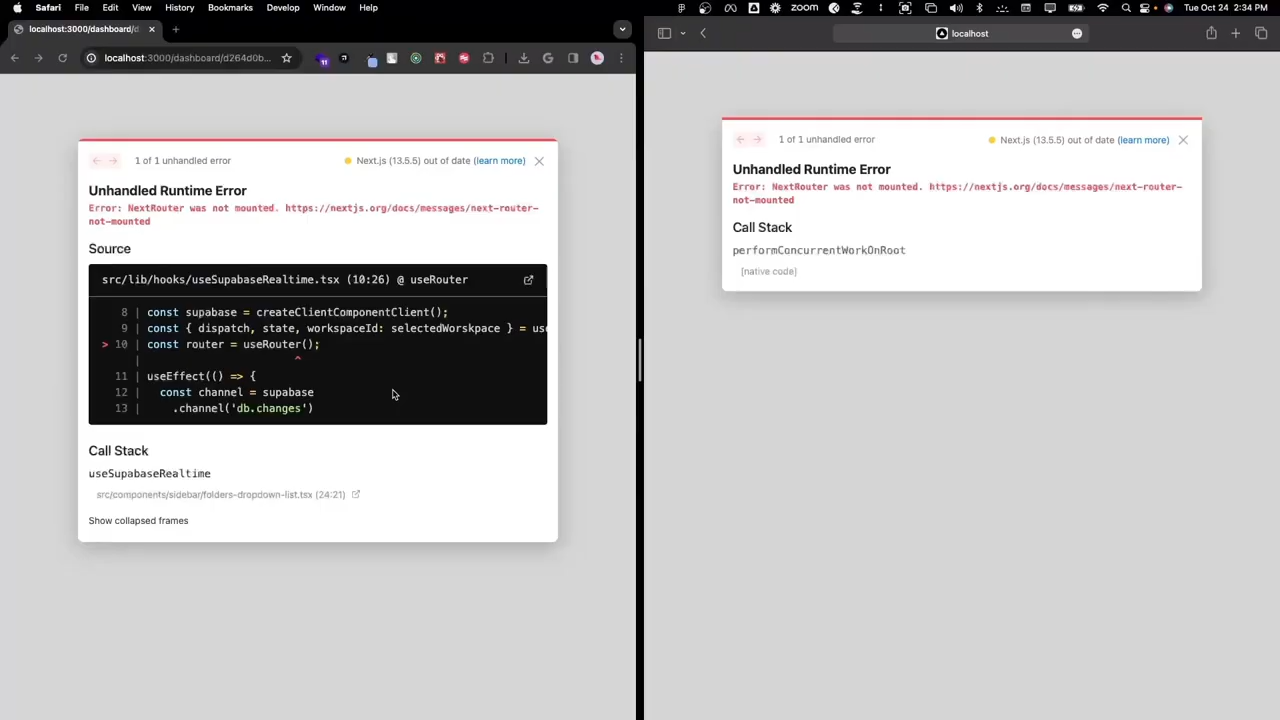 Safari File Edit View History Bookmarks Develop Window Help
zoom
Tue Oct 24 2:34 PM
localhost:3000/dashboard/d
localhost:3000/dashboard/d264d0b...
11
1 of 1 unhandled error
Next.js (13.5.5) out of date (learn more)
Unhandled Runtime Error
Error: NextRouter was not mounted. https://nextjs.org/docs/messages/next-router-
not-mounted
Source
src/lib/hooks/useSupabaseRealtime.tsx (10:26) @ useRouter
8 | const supabase = createClientComponentClient();
9 | const { dispatch, state, workspaceId: selectedWorskpace } = use
> 10 | const router = useRouter();
| ^
11 | useEffect(() => {
12 | const channel = supabase
13 | .channel('db.changes')
Call Stack
useSupabaseRealtime
src/components/sidebar/folders-dropdown-list.tsx (24:21)
Show collapsed frames
localhost
1 of 1 unhandled error
Next.js (13.5.5) out of date (learn more)
Unhandled Runtime Error
Error: NextRouter was not mounted. https://nextjs.org/docs/messages/next-router-
not-mounted
Call Stack
performConcurrentWorkOnRoot
[native code]